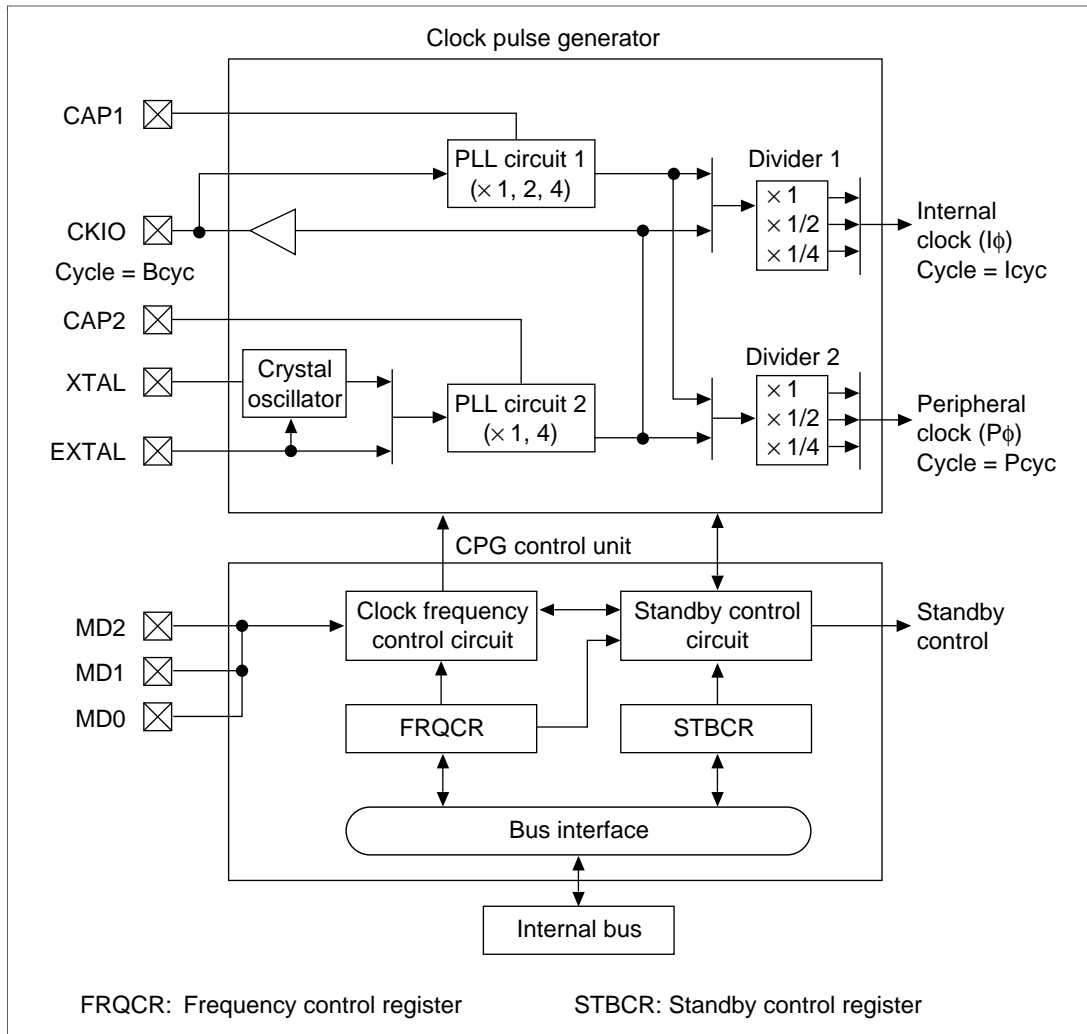 Clock pulse generator
CAP1
PLL circuit 1
(× 1, 2, 4)
Divider 1
× 1
× 1/2
× 1/4
CKIO
Cycle = Bcyc
Internal
clock (Iϕ)
Cycle = Icyc
CAP2
XTAL
Crystal
oscillator
EXTAL
PLL circuit 2
(× 1, 4)
Divider 2
× 1
× 1/2
× 1/4
Peripheral
clock (Pϕ)
Cycle = Pcyc
CPG control unit
MD2
MD1
MD0
Clock frequency
control circuit
Standby control
circuit
Standby
control
FRQCR
STBCR
Bus interface
Internal bus
FRQCR: Frequency control register
STBCR: Standby control register